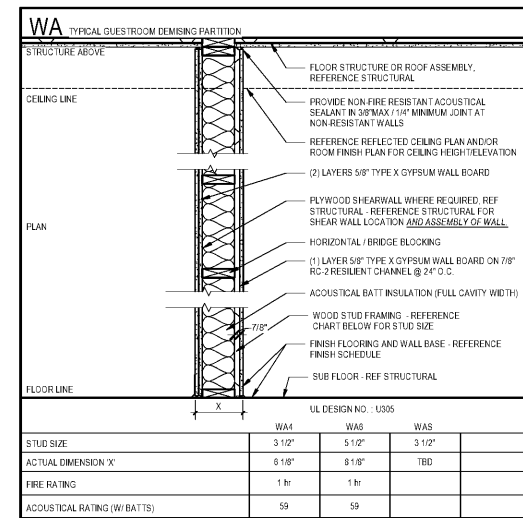 WA TYPICAL GUESTROOM DEMISING PARTITION
STRUCTURE ABOVE
FLOOR STRUCTURE OR ROOF ASSEMBLY,
REFERENCE STRUCTURAL
CEILING LINE
PROVIDE NON-FIRE RESISTANT ACOUSTICAL
SEALANT IN 3/8"MAX / 1/4" MINIMUM JOINT AT
NON-RESISTANT WALLS
REFERENCE REFLECTED CEILING PLAN AND/OR
ROOM FINISH PLAN FOR CEILING HEIGHT/ELEVATION
(2) LAYERS 5/8" TYPE X GYPSUM WALL BOARD
PLYWOOD SHEARWALL WHERE REQUIRED, REF
STRUCTURAL - REFERENCE STRUCTURAL FOR
SHEAR WALL LOCATION AND ASSEMBLY OF WALL.
PLAN
HORIZONTAL / BRIDGE BLOCKING
(1) LAYER 5/8" TYPE X GYPSUM WALL BOARD ON 7/8"
RC-2 RESILIENT CHANNEL @ 24" O.C.
ACOUSTICAL BATT INSULATION (FULL CAVITY WIDTH)
WOOD STUD FRAMING - REFERENCE
CHART BELOW FOR STUD SIZE
7/8"
FINISH FLOORING AND WALL BASE - REFERENCE
FINISH SCHEDULE
SUB FLOOR - REF STRUCTURAL
FLOOR LINE
X
UL DESIGN NO. : U305
WA4 WA6 WAS
STUD SIZE 3 1/2" 5 1/2" 3 1/2"
ACTUAL DIMENSION 'X' 6 1/8" 8 1/8" TBD
FIRE RATING 1 hr 1 hr
ACOUSTICAL RATING (W/ BATTS) 59 59